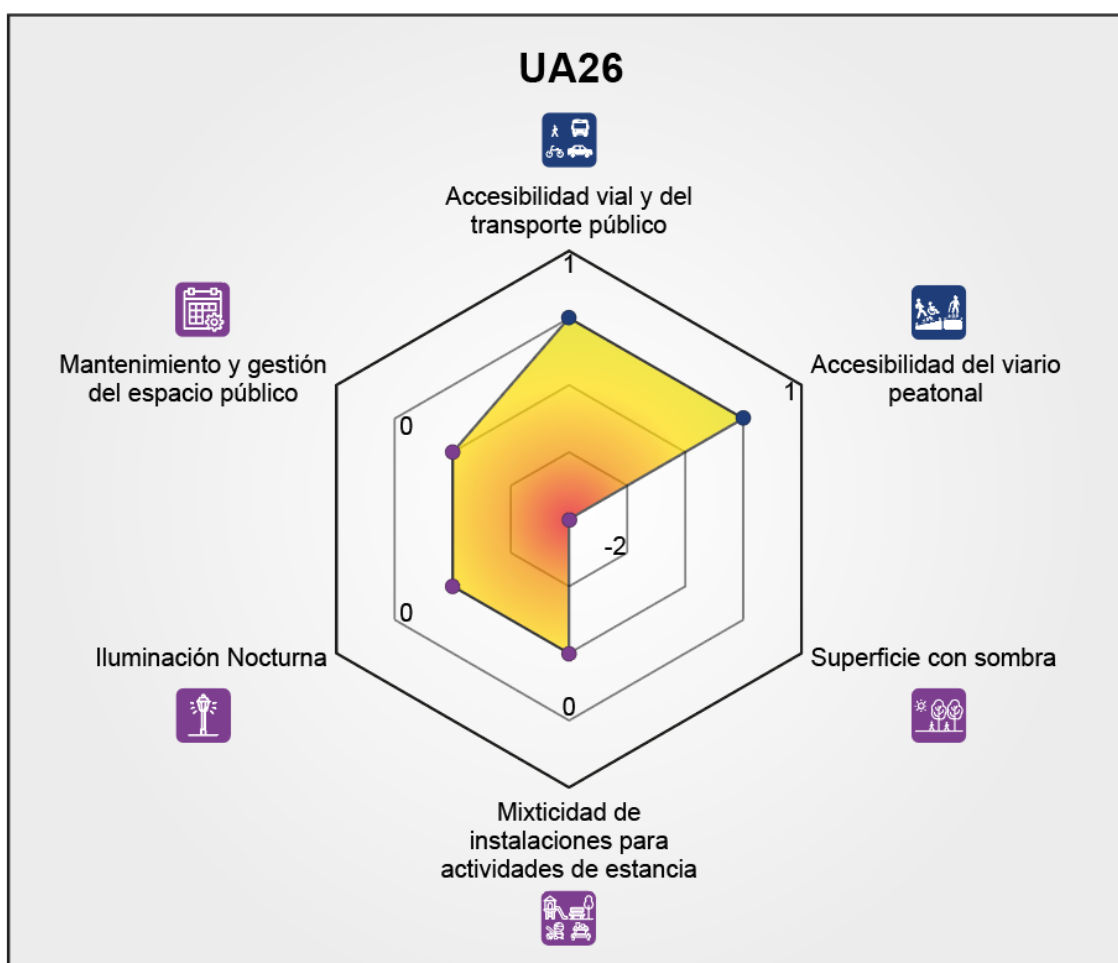 UA26
Accesibilidad vial y del
transporte público
1
Mantenimiento y gestión
del espacio público
Accesibilidad del viario
peatonal
1
0
-2
0
Iluminación Nocturna
Superficie con sombra
0
Mixticidad de
instalaciones para
actividades de estancia